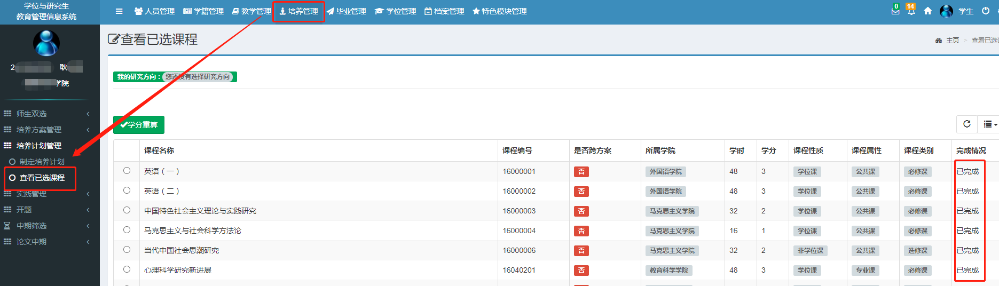 学位与研究生
教育管理信息系统
人员管理 学籍管理 教学管理 培养管理 毕业管理 学位管理 档案管理 特色模块管理
0 14 学生
2 耿
学院
师生双选
培养方案管理
培养计划管理
制定培养计划
查看已选课程
实践管理
开题
中期筛选
论文中期
查看已选课程
主页 > 查看已选
我的研究方向： 您还没有选择研究方向
学分重算
课程名称 课程编号 是否跨方案 所属学院 学时 学分 课程性质 课程属性 课程类别 完成情况
英语（一） 16000001 否 外国语学院 48 3 学位课 公共课 必修课 已完成
英语（二） 16000002 否 外国语学院 48 3 学位课 公共课 必修课 已完成
中国特色社会主义理论与实践研究 16000003 否 马克思主义学院 32 2 学位课 公共课 必修课 已完成
马克思主义与社会科学方法论 16000004 否 马克思主义学院 16 1 学位课 公共课 必修课 已完成
当代中国社会思潮研究 16000006 否 马克思主义学院 32 2 非学位课 公共课 选修课 已完成
心理科学研究新进展 16040201 否 教育科学学院 48 3 学位课 专业课 必修课 已完成